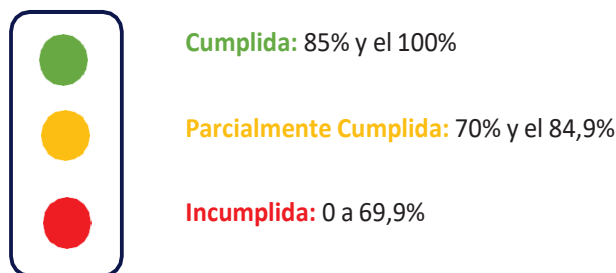 Cumplida: 85% y el 100%
Parcialmente Cumplida: 70% y el 84,9%
Incumplida: 0 a 69,9%